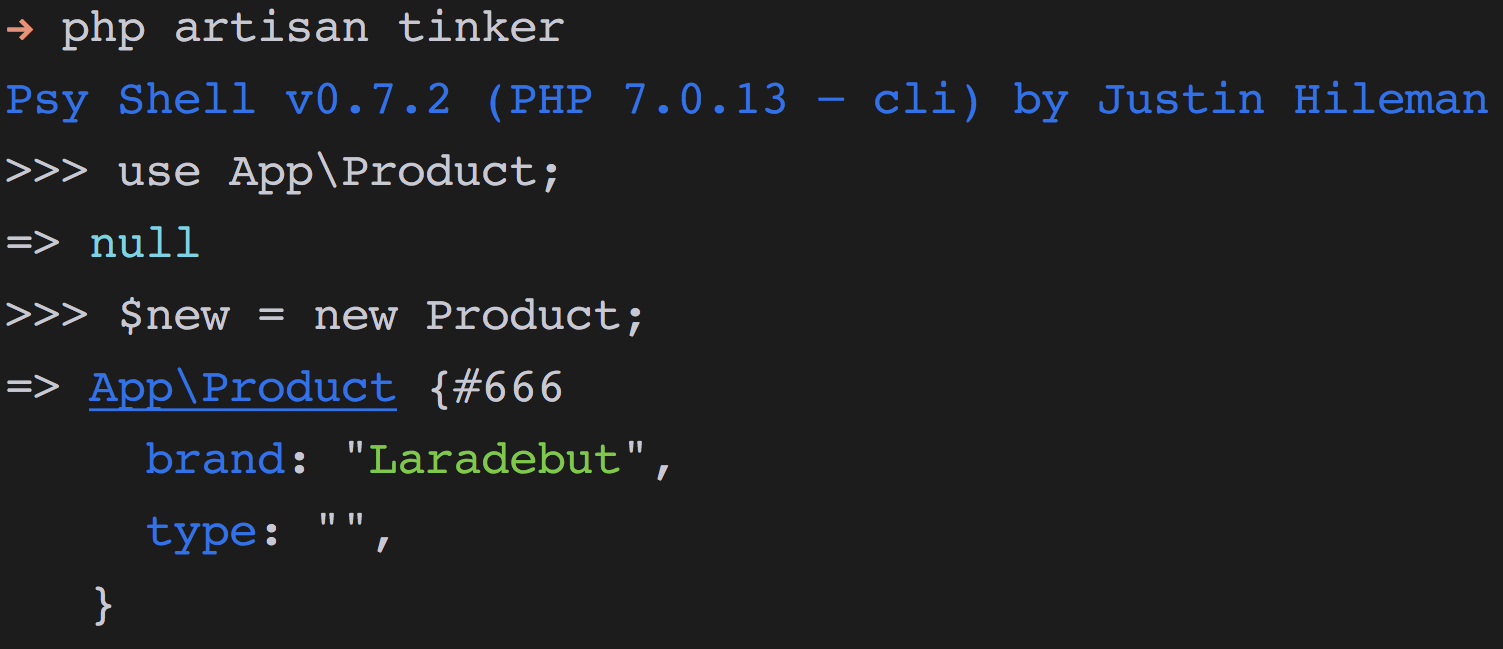 → php artisan tinker
Psy Shell v0.7.2 (PHP 7.0.13 — cli) by Justin Hileman
>>> use App\Product;
=> null
>>> $new = new Product;
=> App\Product {#666
     brand: "Laradebut",
     type: "",
   }